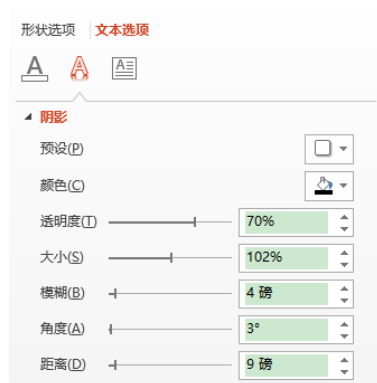 形状选项 文本选项
A A A
阴影
预设(P)
颜色(C)
透明度(T) 70%
大小(S) 102%
模糊(B) 4 磅
角度(A) 3°
距离(D) 9 磅